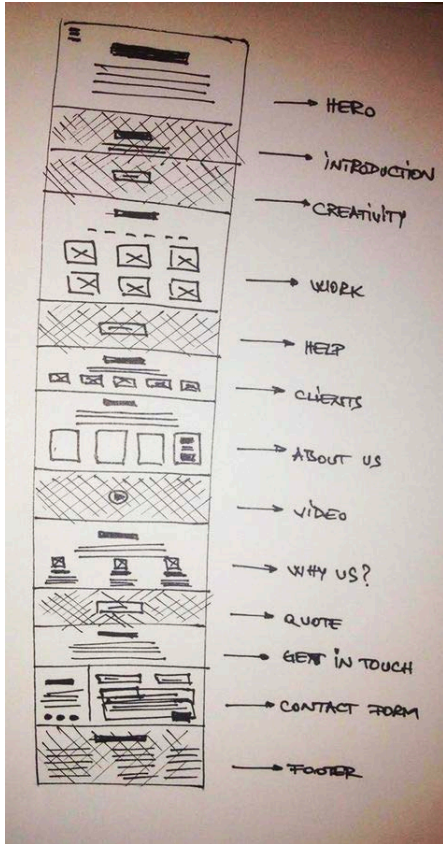 HERO
INTRODUCTION
CREATIVITY
WORK
HELP
CLIENTS
ABOUT US
VIDEO
WHY US?
QUOTE
GET IN TOUCH
CONTACT FORM
FOOTER